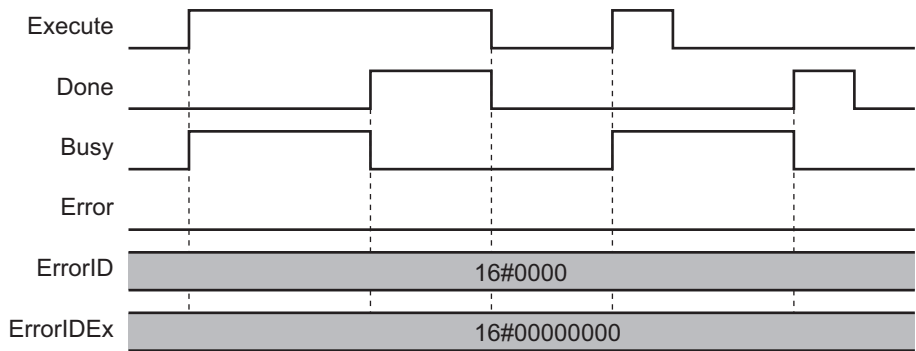 Execute
Done
Busy
Error
ErrorID 16#0000
ErrorIDEx 16#00000000